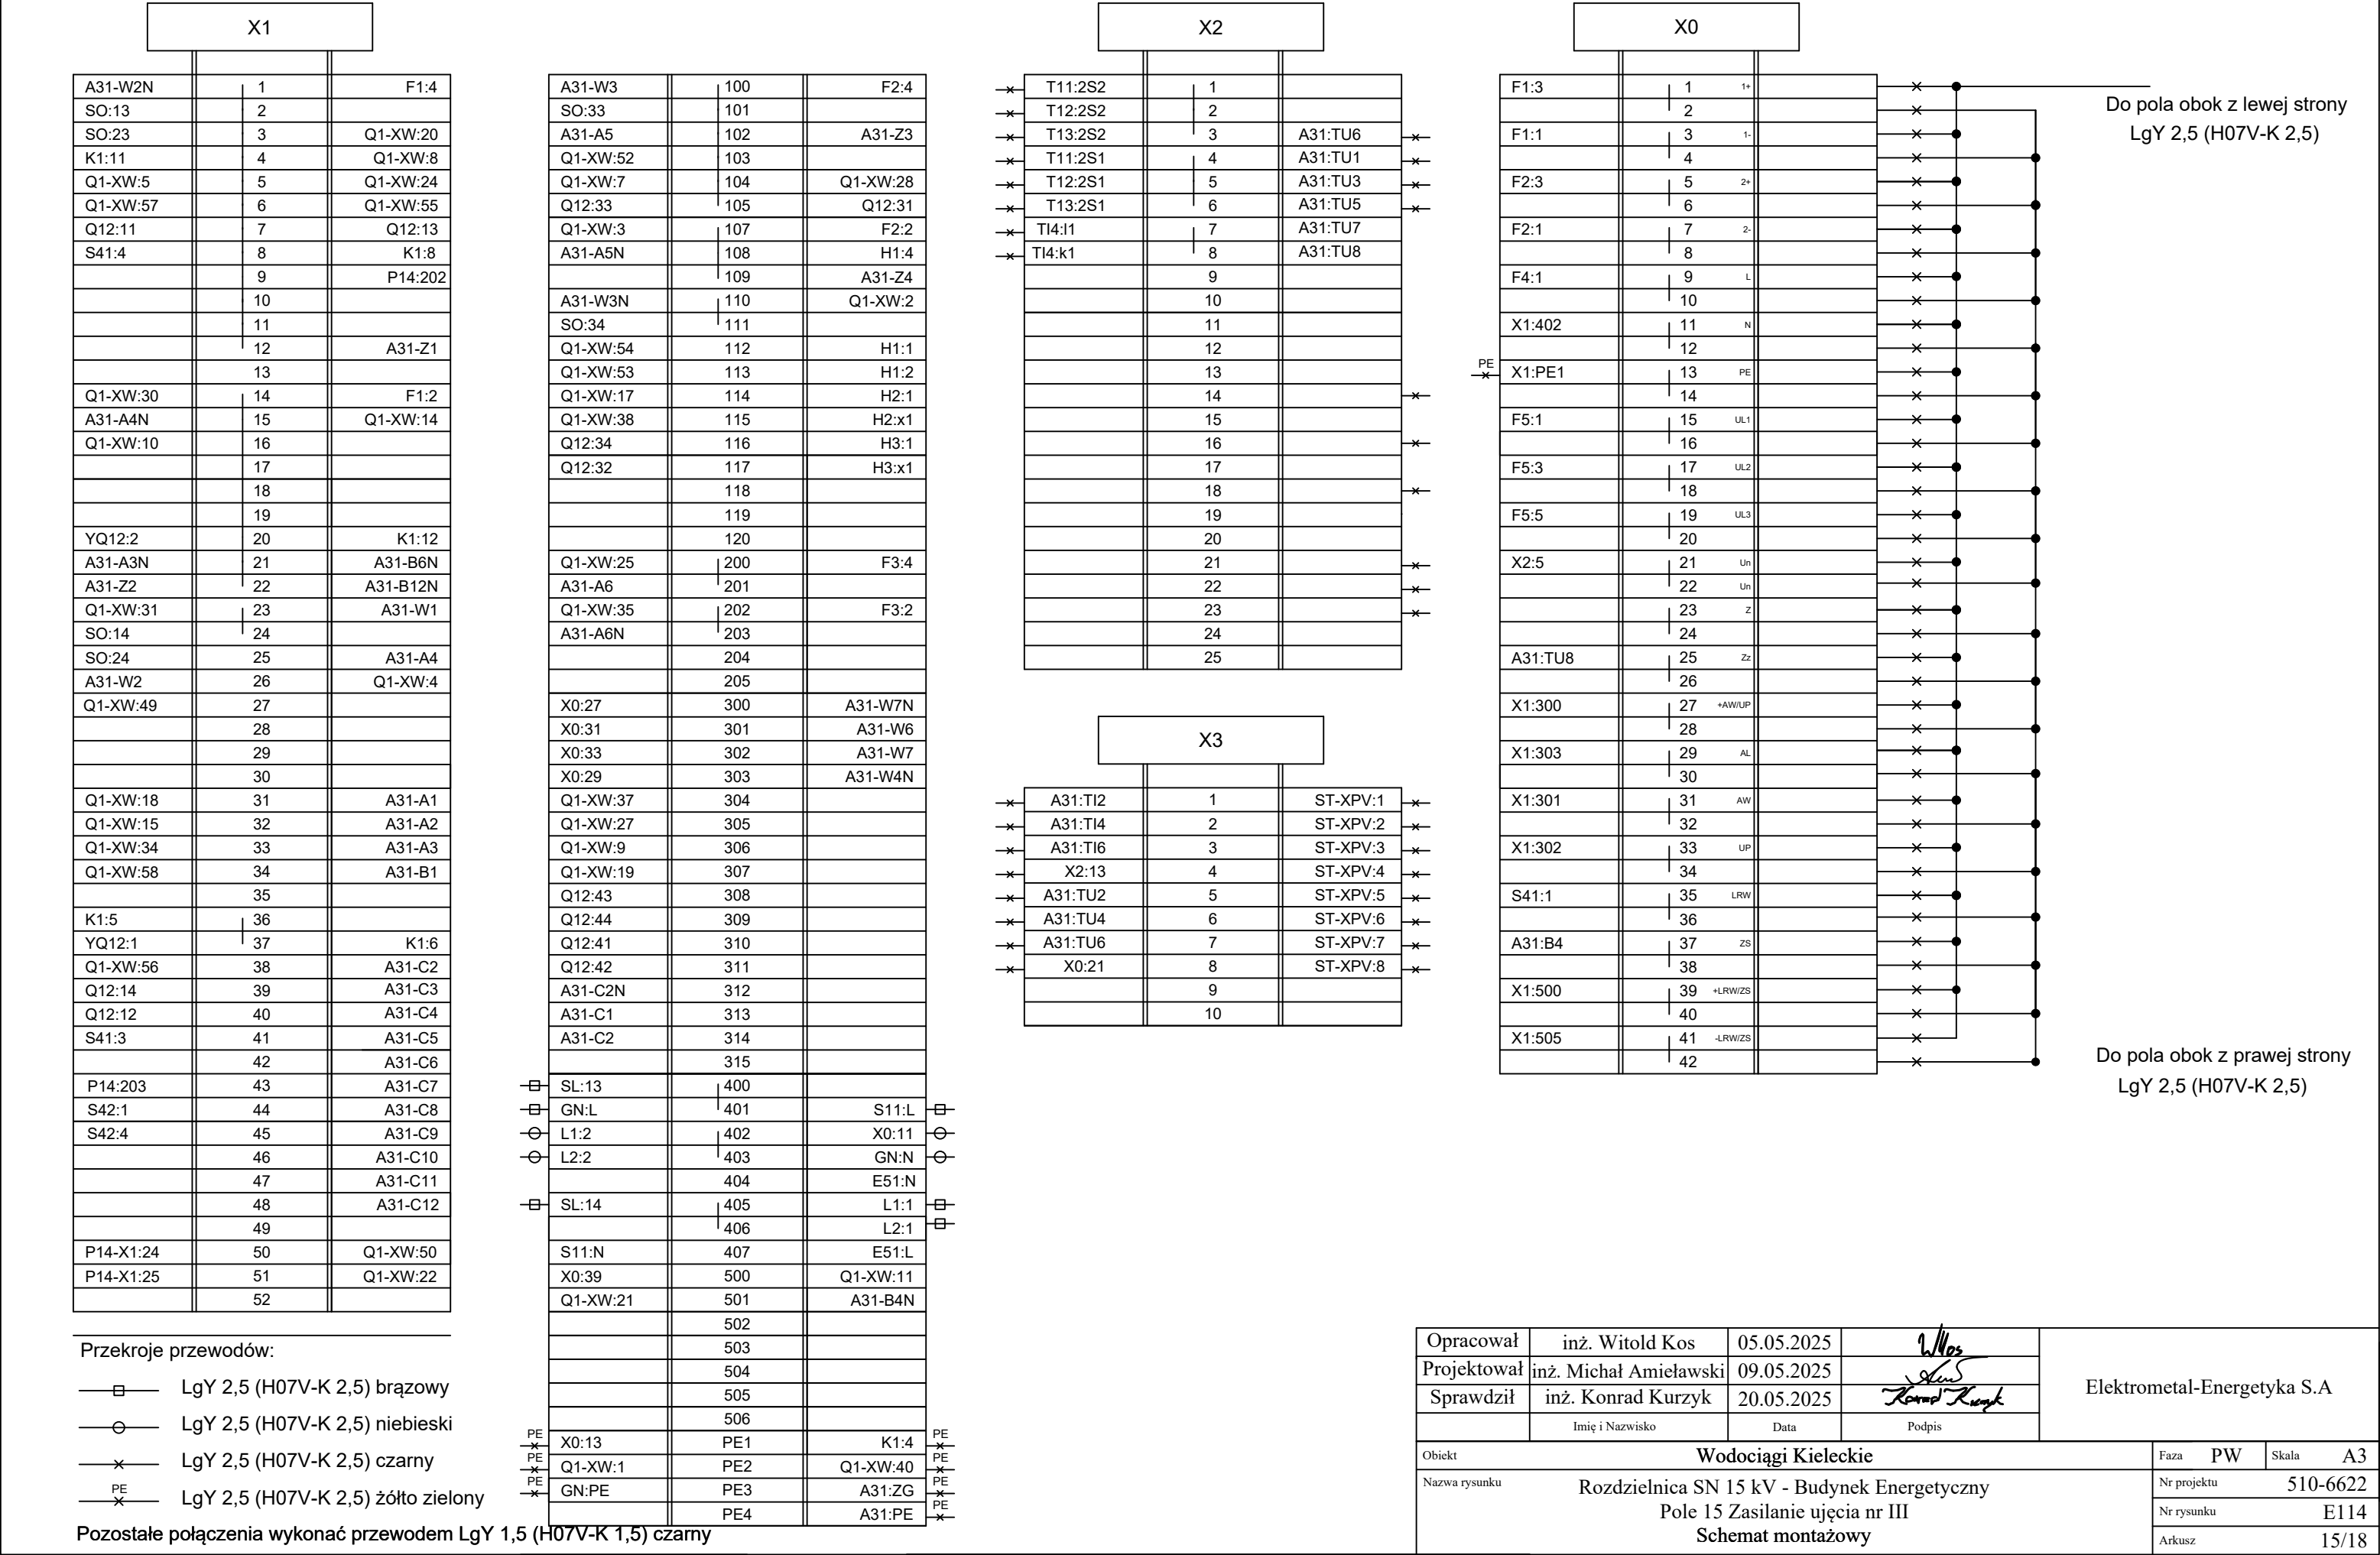 X1
A31-W2N 1 F1:4
SO:13 2
SO:23 3 Q1-XW:20
K1:11 4 Q1-XW:8
Q1-XW:5 5 Q1-XW:24
Q1-XW:57 6 Q1-XW:55
Q12:11 7 Q12:13
S41:4 8 K1:8
9 P14:202
10
11
12 A31-Z1
13
Q1-XW:30 14 F1:2
A31-A4N 15 Q1-XW:14
Q1-XW:10 16
17
18
19
YQ12:2 20 K1:12
A31-A3N 21 A31-B6N
A31-Z2 22 A31-B12N
Q1-XW:31 23 A31-W1
SO:14 24
SO:24 25 A31-A4
A31-W2 26 Q1-XW:4
Q1-XW:49 27
28
29
30
Q1-XW:18 31 A31-A1
Q1-XW:15 32 A31-A2
Q1-XW:34 33 A31-A3
Q1-XW:58 34 A31-B1
35
K1:5 36
YQ12:1 37 K1:6
Q1-XW:56 38 A31-C2
Q12:14 39 A31-C3
Q12:12 40 A31-C4
S41:3 41 A31-C5
42 A31-C6
P14:203 43 A31-C7
S42:1 44 A31-C8
S42:4 45 A31-C9
46 A31-C10
47 A31-C11
48 A31-C12
49
P14-X1:24 50 Q1-XW:50
P14-X1:25 51 Q1-XW:22
52
Przekroje przewodów:
LgY 2,5 (H07V-K 2,5) brązowy
LgY 2,5 (H07V-K 2,5) niebieski
LgY 2,5 (H07V-K 2,5) czarny
PE LgY 2,5 (H07V-K 2,5) żółto zielony
Pozostałe połączenia wykonać przewodem LgY 1,5 (H07V-K 1,5) czarny
A31-W3 100 F2:4
SO:33 101
A31-A5 102 A31-Z3
Q1-XW:52 103
Q1-XW:7 104 Q1-XW:28
Q12:33 105 Q12:31
Q1-XW:3 107 F2:2
A31-A5N 108 H1:4
109 A31-Z4
A31-W3N 110 Q1-XW:2
SO:34 111
Q1-XW:54 112 H1:1
Q1-XW:53 113 H1:2
Q1-XW:17 114 H2:1
Q1-XW:38 115 H2:x1
Q12:34 116 H3:1
Q12:32 117 H3:x1
118
119
120
Q1-XW:25 200 F3:4
A31-A6 201
Q1-XW:35 202 F3:2
A31-A6N 203
204
205
X0:27 300 A31-W7N
X0:31 301 A31-W6
X0:33 302 A31-W7
X0:29 303 A31-W4N
Q1-XW:37 304
Q1-XW:27 305
Q1-XW:9 306
Q1-XW:19 307
Q12:43 308
Q12:44 309
Q12:41 310
Q12:42 311
A31-C2N 312
A31-C1 313
A31-C2 314
315
SL:13 400
GN:L 401 S11:L
L1:2 402 X0:11
L2:2 403 GN:N
404 E51:N
SL:14 405 L1:1
406 L2:1
S11:N 407 E51:L
X0:39 500 Q1-XW:11
Q1-XW:21 501 A31-B4N
502
503
504
505
506
PE X0:13 PE1 K1:4 PE
PE Q1-XW:1 PE2 Q1-XW:40 PE
PE GN:PE PE3 A31:ZG PE
PE4 A31:PE PE
X2
T11:2S2 1
T12:2S2 2
T13:2S2 3 A31:TU6
T11:2S1 4 A31:TU1
T12:2S1 5 A31:TU3
T13:2S1 6 A31:TU5
TI4:l1 7 A31:TU7
TI4:k1 8 A31:TU8
9
10
11
12
13
14
15
16
17
18
19
20
21
22
23
24
25
X3
A31:TI2 1 ST-XPV:1
A31:TI4 2 ST-XPV:2
A31:TI6 3 ST-XPV:3
X2:13 4 ST-XPV:4
A31:TU2 5 ST-XPV:5
A31:TU4 6 ST-XPV:6
A31:TU6 7 ST-XPV:7
X0:21 8 ST-XPV:8
9
10
X0
F1:3 1 1+
2
F1:1 3 1-
4
F2:3 5 2+
6
F2:1 7 2-
8
F4:1 9 L
10
X1:402 11 N
12
PE X1:PE1 13 PE
14
F5:1 15 UL1
16
F5:3 17 UL2
18
F5:5 19 UL3
20
X2:5 21 Un
22 Un
23 Z
24
A31:TU8 25 Zz
26
X1:300 27 +AW/UP
28
X1:303 29 AL
30
X1:301 31 AW
32
X1:302 33 UP
34
S41:1 35 LRW
36
A31:B4 37 ZS
38
X1:500 39 +LRW/ZS
40
X1:505 41 -LRW/ZS
42
Do pola obok z lewej strony
LgY 2,5 (H07V-K 2,5)
Do pola obok z prawej strony
LgY 2,5 (H07V-K 2,5)
Opracował inż. Witold Kos 05.05.2025 WKos
Projektował inż. Michał Amieławski 09.05.2025
Sprawdził inż. Konrad Kurzyk 20.05.2025 Konrad Kurzyk
Imię i Nazwisko Data Podpis
Elektrometal-Energetyka S.A
Obiekt Wodociągi Kieleckie Faza PW Skala A3
Nazwa rysunku Rozdzielnica SN 15 kV - Budynek Energetyczny
Pole 15 Zasilanie ujęcia nr III
Schemat montażowy
Nr projektu 510-6622
Nr rysunku E114
Arkusz 15/18